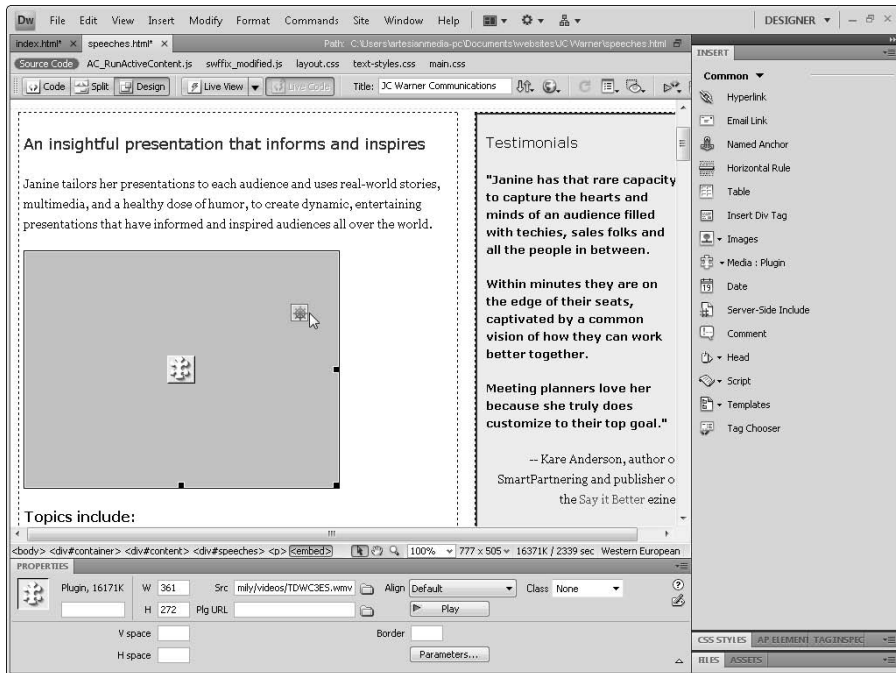 Dw File Edit View Insert Modify Format Commands Site Window Help DESIGNER
index.html* × speeches.html* × Path: C:\Users\artesianmedia-pc\Documents\websites\JC Warner\speeches.html
Source Code AC_RunActiveContent.js swffix_modified.js layout.css text-styles.css main.css
Code Split Design Live View Live Code Title: JC Warner Communications
An insightful presentation that informs and inspires
Janine tailors her presentations to each audience and uses real-world stories,
multimedia, and a healthy dose of humor, to create dynamic, entertaining
presentations that have informed and inspired audiences all over the world.
Topics include:
Testimonials
"Janine has that rare capacity
to capture the hearts and
minds of an audience filled
with techies, sales folks and
all the people in between.
Within minutes they are on
the edge of their seats,
captivated by a common
vision of how they can work
better together.
Meeting planners love her
because she truly does
customize to their top goal."
-- Kare Anderson, author o
SmartPartnering and publisher o
the Say it Better ezine
<body> <div#container> <div#content> <div#speeches> <p> <embed> 100% 777 x 505 16371K / 2339 sec Western European
PROPERTIES
Plugin, 16171K W 361 Src mily/videos/TDWC3E5.wmv Align Default Class None
H 272 Plg URL Play
V space Border
H space Parameters...
INSERT
Common
Hyperlink
Email Link
Named Anchor
Horizontal Rule
Table
Insert Div Tag
Images
Media : Plugin
19 Date
Server-Side Include
Comment
Head
Script
Templates
Tag Chooser
CSS STYLES AP ELEMENT TAG INSPEC
FILES ASSETS